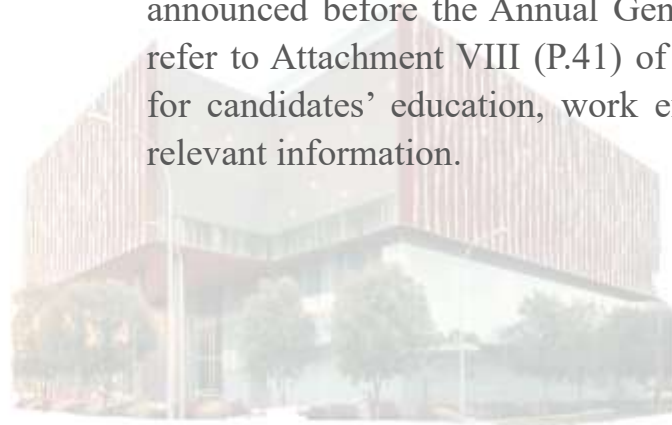 announced before the Annual Gen
refer to Attachment VIII (P.41) of
for candidates’ education, work e
relevant information.